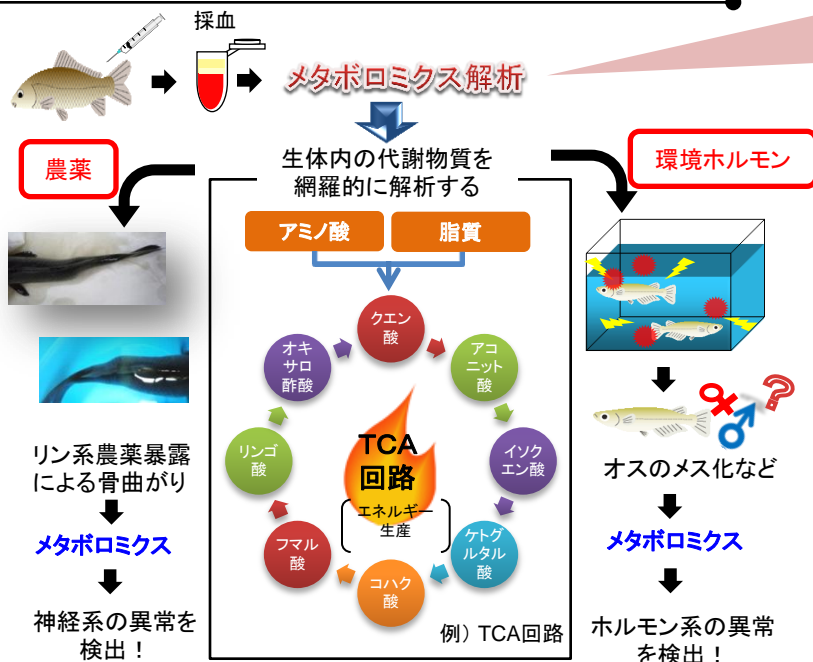 採血
メタボロミクス解析
生体内の代謝物質を
網羅的に解析する
農薬
環境ホルモン
アミノ酸
脂質
クエン
酸
アコ
ニット
酸
イソク
エン酸
ケトグ
ルタル
酸
コハク
酸
フマル
酸
リンゴ
酸
オキ
サロ
酢酸
TCA
回路
エネルギー
生産
例）TCA回路
リン系農薬暴露
による骨曲がり
メタボロミクス
神経系の異常を
検出！
?
オスのメス化など
メタボロミクス
ホルモン系の異常
を検出！